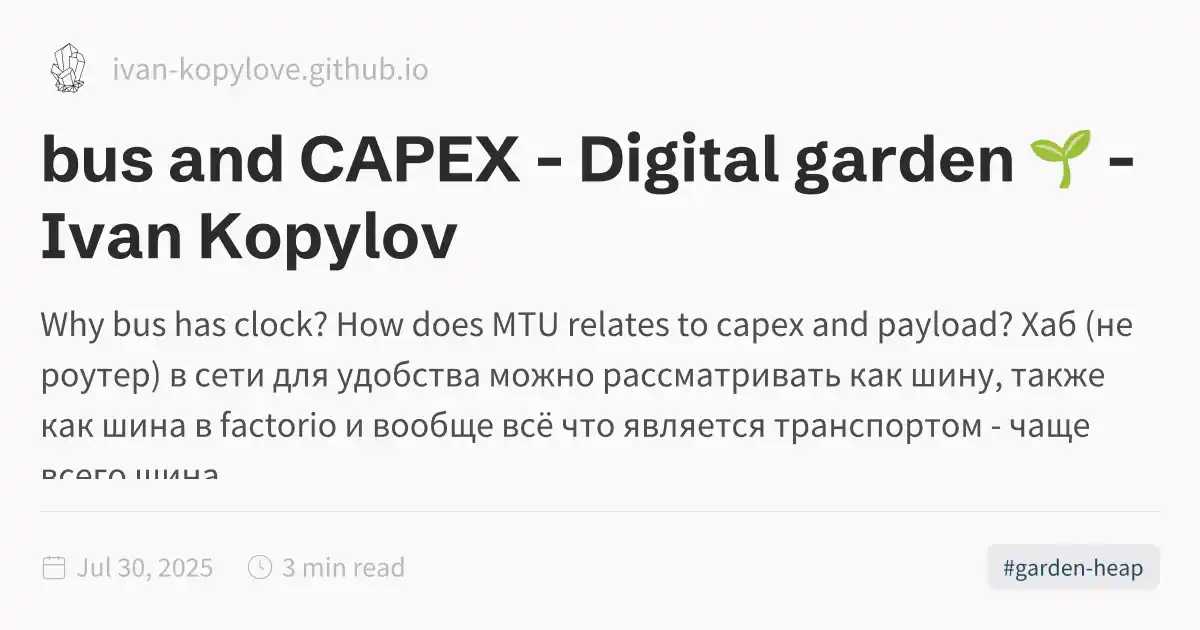 ivan-kopylove.github.io
bus and CAPEX - Digital garden 🌱 -
Ivan Kopylov
Why bus has clock? How does MTU relates to capex and payload? Хаб (не
роутер) в сети для удобства можно рассматривать как шину, также
как шина в factorio и вообще всё что является транспортом - чаще
всего шина
Jul 30, 2025 3 min read
#garden-heap